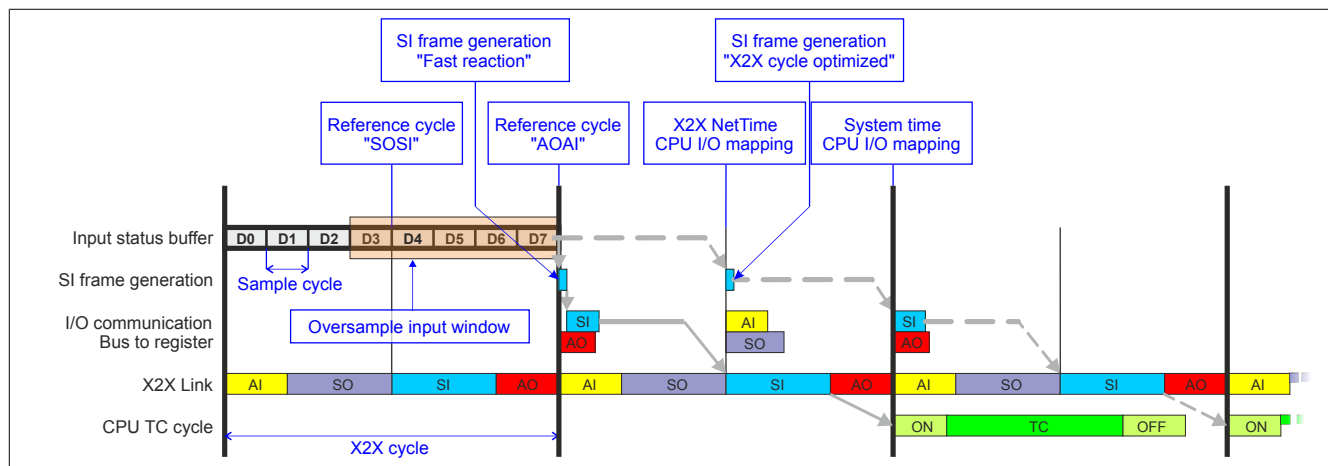 SI frame generation
"Fast reaction"
SI frame generation
"X2X cycle optimized"
Reference cycle
"SOSI"
Reference cycle
"AOAI"
X2X NetTime
CPU I/O mapping
System time
CPU I/O mapping
Input status buffer
D0 D1 D2 D3 D4 D5 D6 D7
Sample cycle
SI frame generation
Oversample input window
I/O communication
Bus to register
SI AI SI
AO SO AO
X2X Link
AI SO SI AO AI SO SI AO AI SO SI AO AI
CPU TC cycle
ON TC OFF ON
X2X cycle